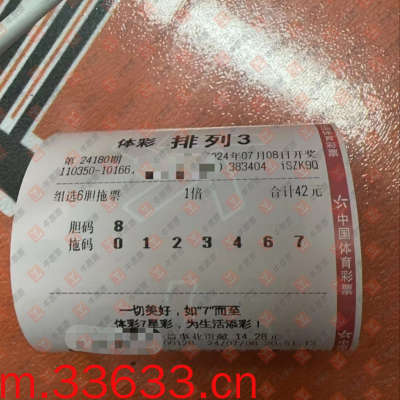 体彩 排列3
第 24180期 2024年07月08日开奖
110350-10166, ) 383404 iSZK9Q
组选6胆拖票 1倍 合计42元
胆码 8
拖码 0 1 2 3 4 6 7
一切美好，如"7"而至
体彩7星彩，为生活添彩！
14.28元
中国体育彩票
m.33633.cn